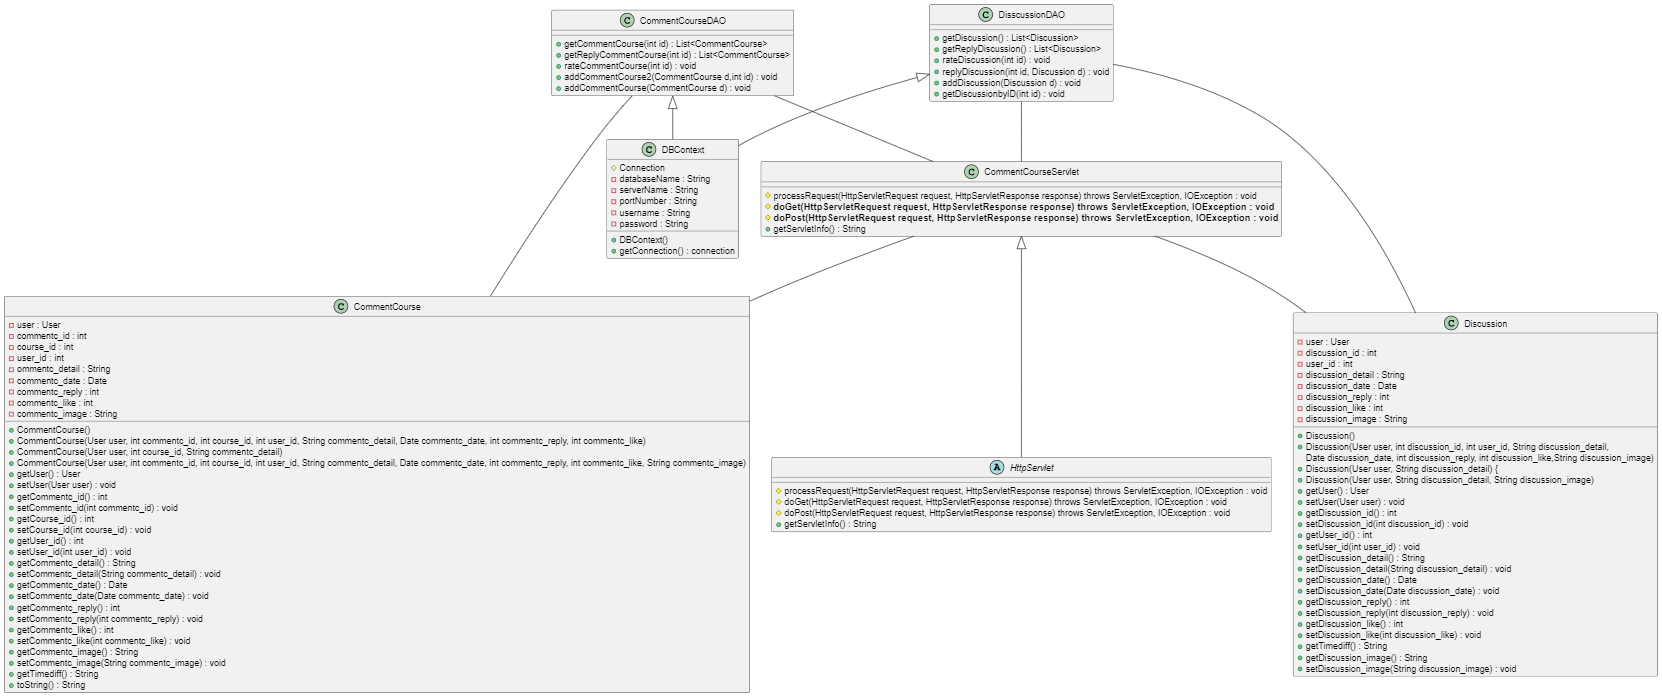 C CommentCourseDAO
getCommentCourse(int id) : List<CommentCourse>
getReplyCommentCourse(int id) : List<CommentCourse>
rateCommentCourse(int id) : void
addCommentCourse2(CommentCourse d,int id) : void
addCommentCourse(CommentCourse d) : void
C DisscussionDAO
getDiscussion() : List<Discussion>
getReplyDiscussion() : List<Discussion>
rateDiscussion(int id) : void
replyDiscussion(int id, Discussion d) : void
addDiscussion(Discussion d) : void
getDiscussionbyID(int id) : void
C DBContext
Connection
databaseName : String
serverName : String
portNumber : String
username : String
password : String
DBContext()
getConnection() : connection
C CommentCourseServlet
processRequest(HttpServletRequest request, HttpServletResponse response) throws ServletException, IOException : void
doGet(HttpServletRequest request, HttpServletResponse response) throws ServletException, IOException : void
doPost(HttpServletRequest request, HttpServletResponse response) throws ServletException, IOException : void
getServletInfo() : String
C CommentCourse
user : User
commentc_id : int
course_id : int
user_id : int
ommentc_detail : String
commentc_date : Date
commentc_reply : int
commentc_like : int
commentc_image : String
CommentCourse()
CommentCourse(User user, int commentc_id, int course_id, int user_id, String commentc_detail, Date commentc_date, int commentc_reply, int commentc_like)
CommentCourse(User user, int course_id, String commentc_detail)
CommentCourse(User user, int commentc_id, int course_id, int user_id, String commentc_detail, Date commentc_date, int commentc_reply, int commentc_like, String commentc_image)
getUser() : User
setUser(User user) : void
getCommentc_id() : int
setCommentc_id(int commentc_id) : void
getCourse_id() : int
setCourse_id(int course_id) : void
getUser_id() : int
setUser_id(int user_id) : void
getCommentc_detail() : String
setCommentc_detail(String commentc_detail) : void
getCommentc_date() : Date
setCommentc_date(Date commentc_date) : void
getCommentc_reply() : int
setCommentc_reply(int commentc_reply) : void
getCommentc_like() : int
setCommentc_like(int commentc_like) : void
getCommentc_image() : String
setCommentc_image(String commentc_image) : void
getTimediff() : String
toString() : String
A HttpServlet
processRequest(HttpServletRequest request, HttpServletResponse response) throws ServletException, IOException : void
doGet(HttpServletRequest request, HttpServletResponse response) throws ServletException, IOException : void
doPost(HttpServletRequest request, HttpServletResponse response) throws ServletException, IOException : void
getServletInfo() : String
C Discussion
user : User
discussion_id : int
user_id : int
discussion_detail : String
discussion_date : Date
discussion_reply : int
discussion_like : int
discussion_image : String
Discussion()
Discussion(User user, int discussion_id, int user_id, String discussion_detail,
Date discussion_date, int discussion_reply, int discussion_like,String discussion_image)
Discussion(User user, String discussion_detail) {
Discussion(User user, String discussion_detail, String discussion_image)
getUser() : User
setUser(User user) : void
getDiscussion_id() : int
setDiscussion_id(int discussion_id) : void
getUser_id() : int
setUser_id(int user_id) : void
getDiscussion_detail() : String
setDiscussion_detail(String discussion_detail) : void
getDiscussion_date() : Date
setDiscussion_date(Date discussion_date) : void
getDiscussion_reply() : int
setDiscussion_reply(int discussion_reply) : void
getDiscussion_like() : int
setDiscussion_like(int discussion_like) : void
getTimediff() : String
getDiscussion_image() : String
setDiscussion_image(String discussion_image) : void